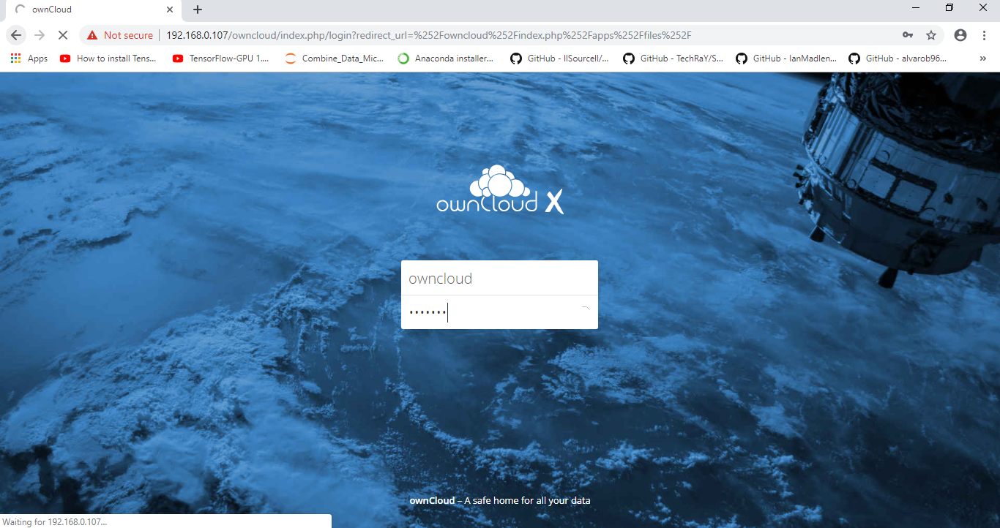 ownCloud
Not secure 192.168.0.107/owncloud/index.php/login?redirect_url=%252Fowncloud%252Findex.php%252Fapps%252Ffiles%252F
Apps How to install Tens... TensorFlow-GPU 1.... Combine_Data_Mic... Anaconda installer... GitHub - llSourcell/... GitHub - TechRaY/S... GitHub - IanMadlen... GitHub - alvarob96... »
ownCloud X
owncloud
•••••••
ownCloud – A safe home for all your data
Waiting for 192.168.0.107...